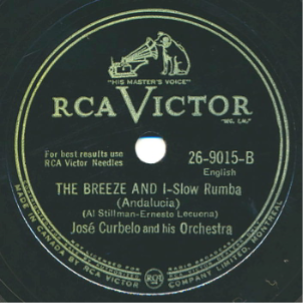 "HIS MASTER'S VOICE"
RCA VICTOR
For best results use
RCA Victor Needles
26-9015-B
English
THE BREEZE AND I-Slow Rumba
(Andalucia)
(Al Stillman-Ernesto Lecuona)
José Curbelo and his Orchestra
MADE IN CANADA BY RCA VICTOR COMPANY LIMITED, MONTREAL
RCA